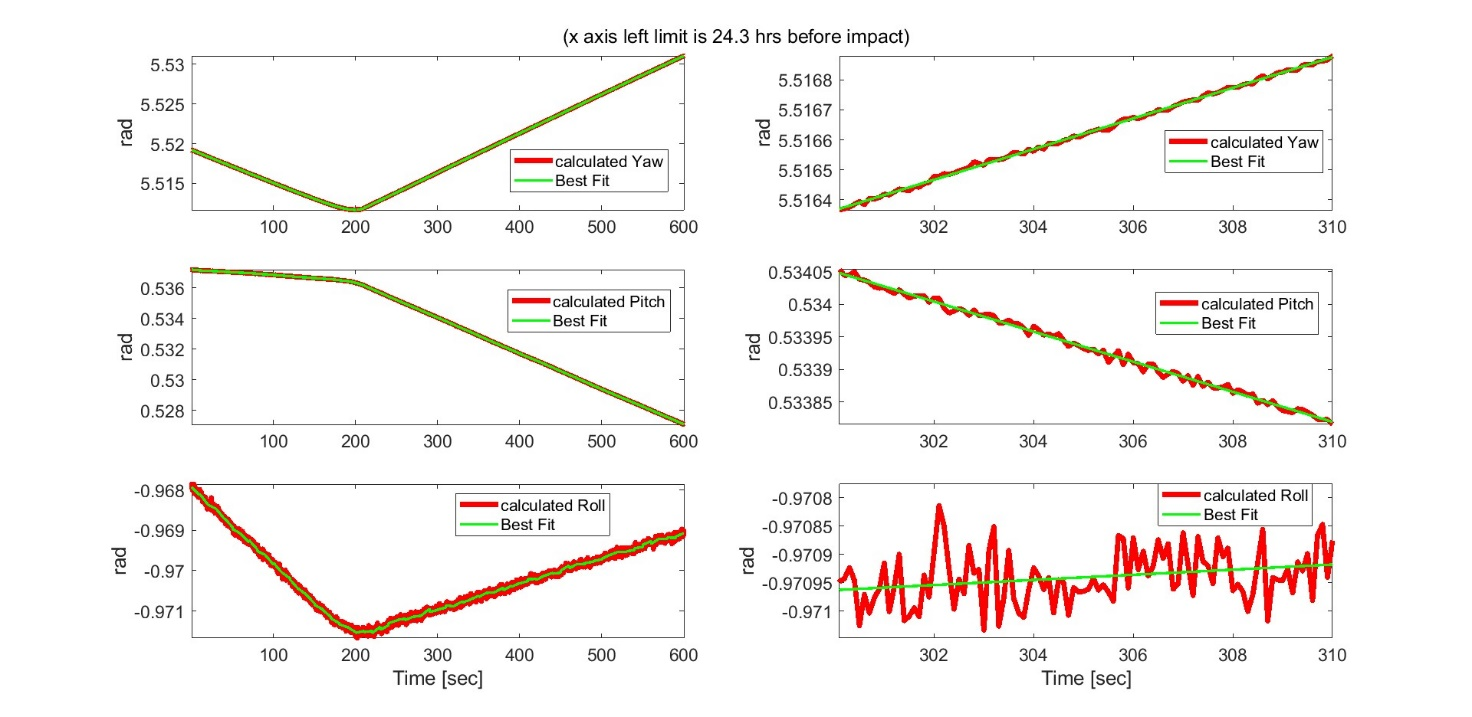 (x axis left limit is 24.3 hrs before impact)
5.53
5.525
5.52
5.515
rad
calculated Yaw
Best Fit
100 200 300 400 500 600
5.5168
5.5167
5.5166
5.5165
5.5164
rad
calculated Yaw
Best Fit
302 304 306 308 310
0.536
0.534
0.532
0.53
0.528
rad
calculated Pitch
Best Fit
100 200 300 400 500 600
0.53405
0.534
0.53395
0.5339
0.53385
rad
calculated Pitch
Best Fit
302 304 306 308 310
-0.968
-0.969
-0.97
-0.971
rad
calculated Roll
Best Fit
100 200 300 400 500 600
Time [sec]
-0.9708
-0.97085
-0.9709
-0.97095
-0.971
rad
calculated Roll
Best Fit
302 304 306 308 310
Time [sec]